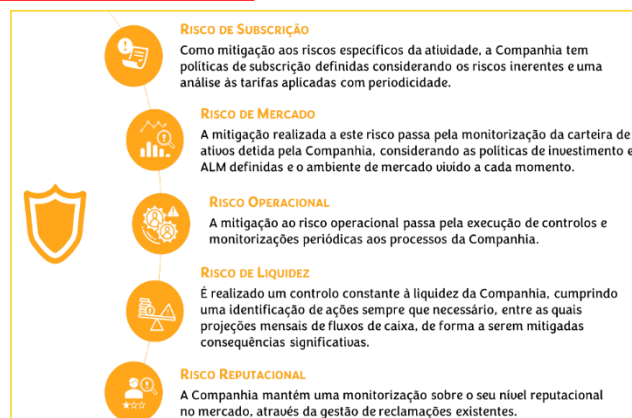 RISCO DE SUBSCRIÇÃO
Como mitigação aos riscos específicos da atividade, a Companhia tem
políticas de subscrição definidas considerando os riscos inerentes e uma
análise às tarifas aplicadas com periodicidade.
RISCO DE MERCADO
A mitigação realizada a este risco passa pela monitorização da carteira de
ativos detida pela Companhia, considerando as políticas de investimento e
ALM definidas e o ambiente de mercado vivido a cada momento.
RISCO OPERACIONAL
A mitigação ao risco operacional passa pela execução de controlos e
monitorizações periódicas aos processos da Companhia.
RISCO DE LIQUIDEZ
É realizado um controlo constante à liquidez da Companhia, cumprindo
uma identificação de ações sempre que necessário, entre as quais
projeções mensais de fluxos de caixa, de forma a serem mitigadas
consequências significativas.
RISCO REPUTACIONAL
A Companhia mantém uma monitorização sobre o seu nível reputacional
no mercado, através da gestão de reclamações existentes.